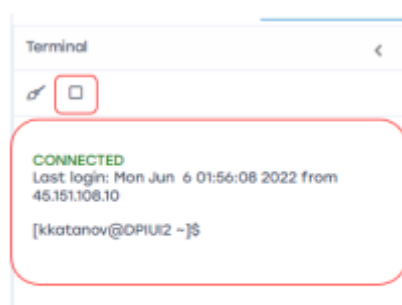 Terminal
CONNECTED
Last login: Mon Jun 6 01:56:08 2022 from
45.151.108.10
[kkatanov@DPIUI2 ~]$